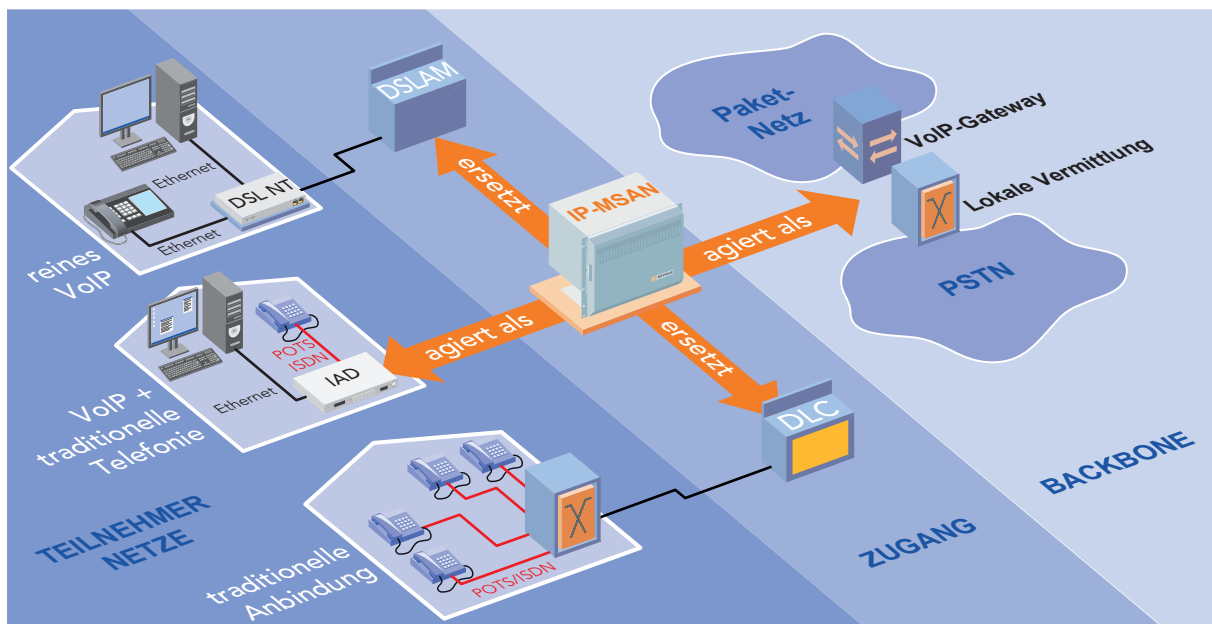 DSLAM
Paket-
Netz
VoIP-Gateway
Lokale Vermittlung
PSTN
Ethernet
DSL NT
Ethernet
reines
VoIP
ersetzt
IP-MSAN
agiert als
agiert als
ersetzt
POTS
ISDN
IAD
Ethernet
VoIP +
traditionelle
Telefonie
DLC
BACKBONE
ZUGANG
TEILNEHMER
NETZE
POTS/ISDN
traditionelle
Anbindung